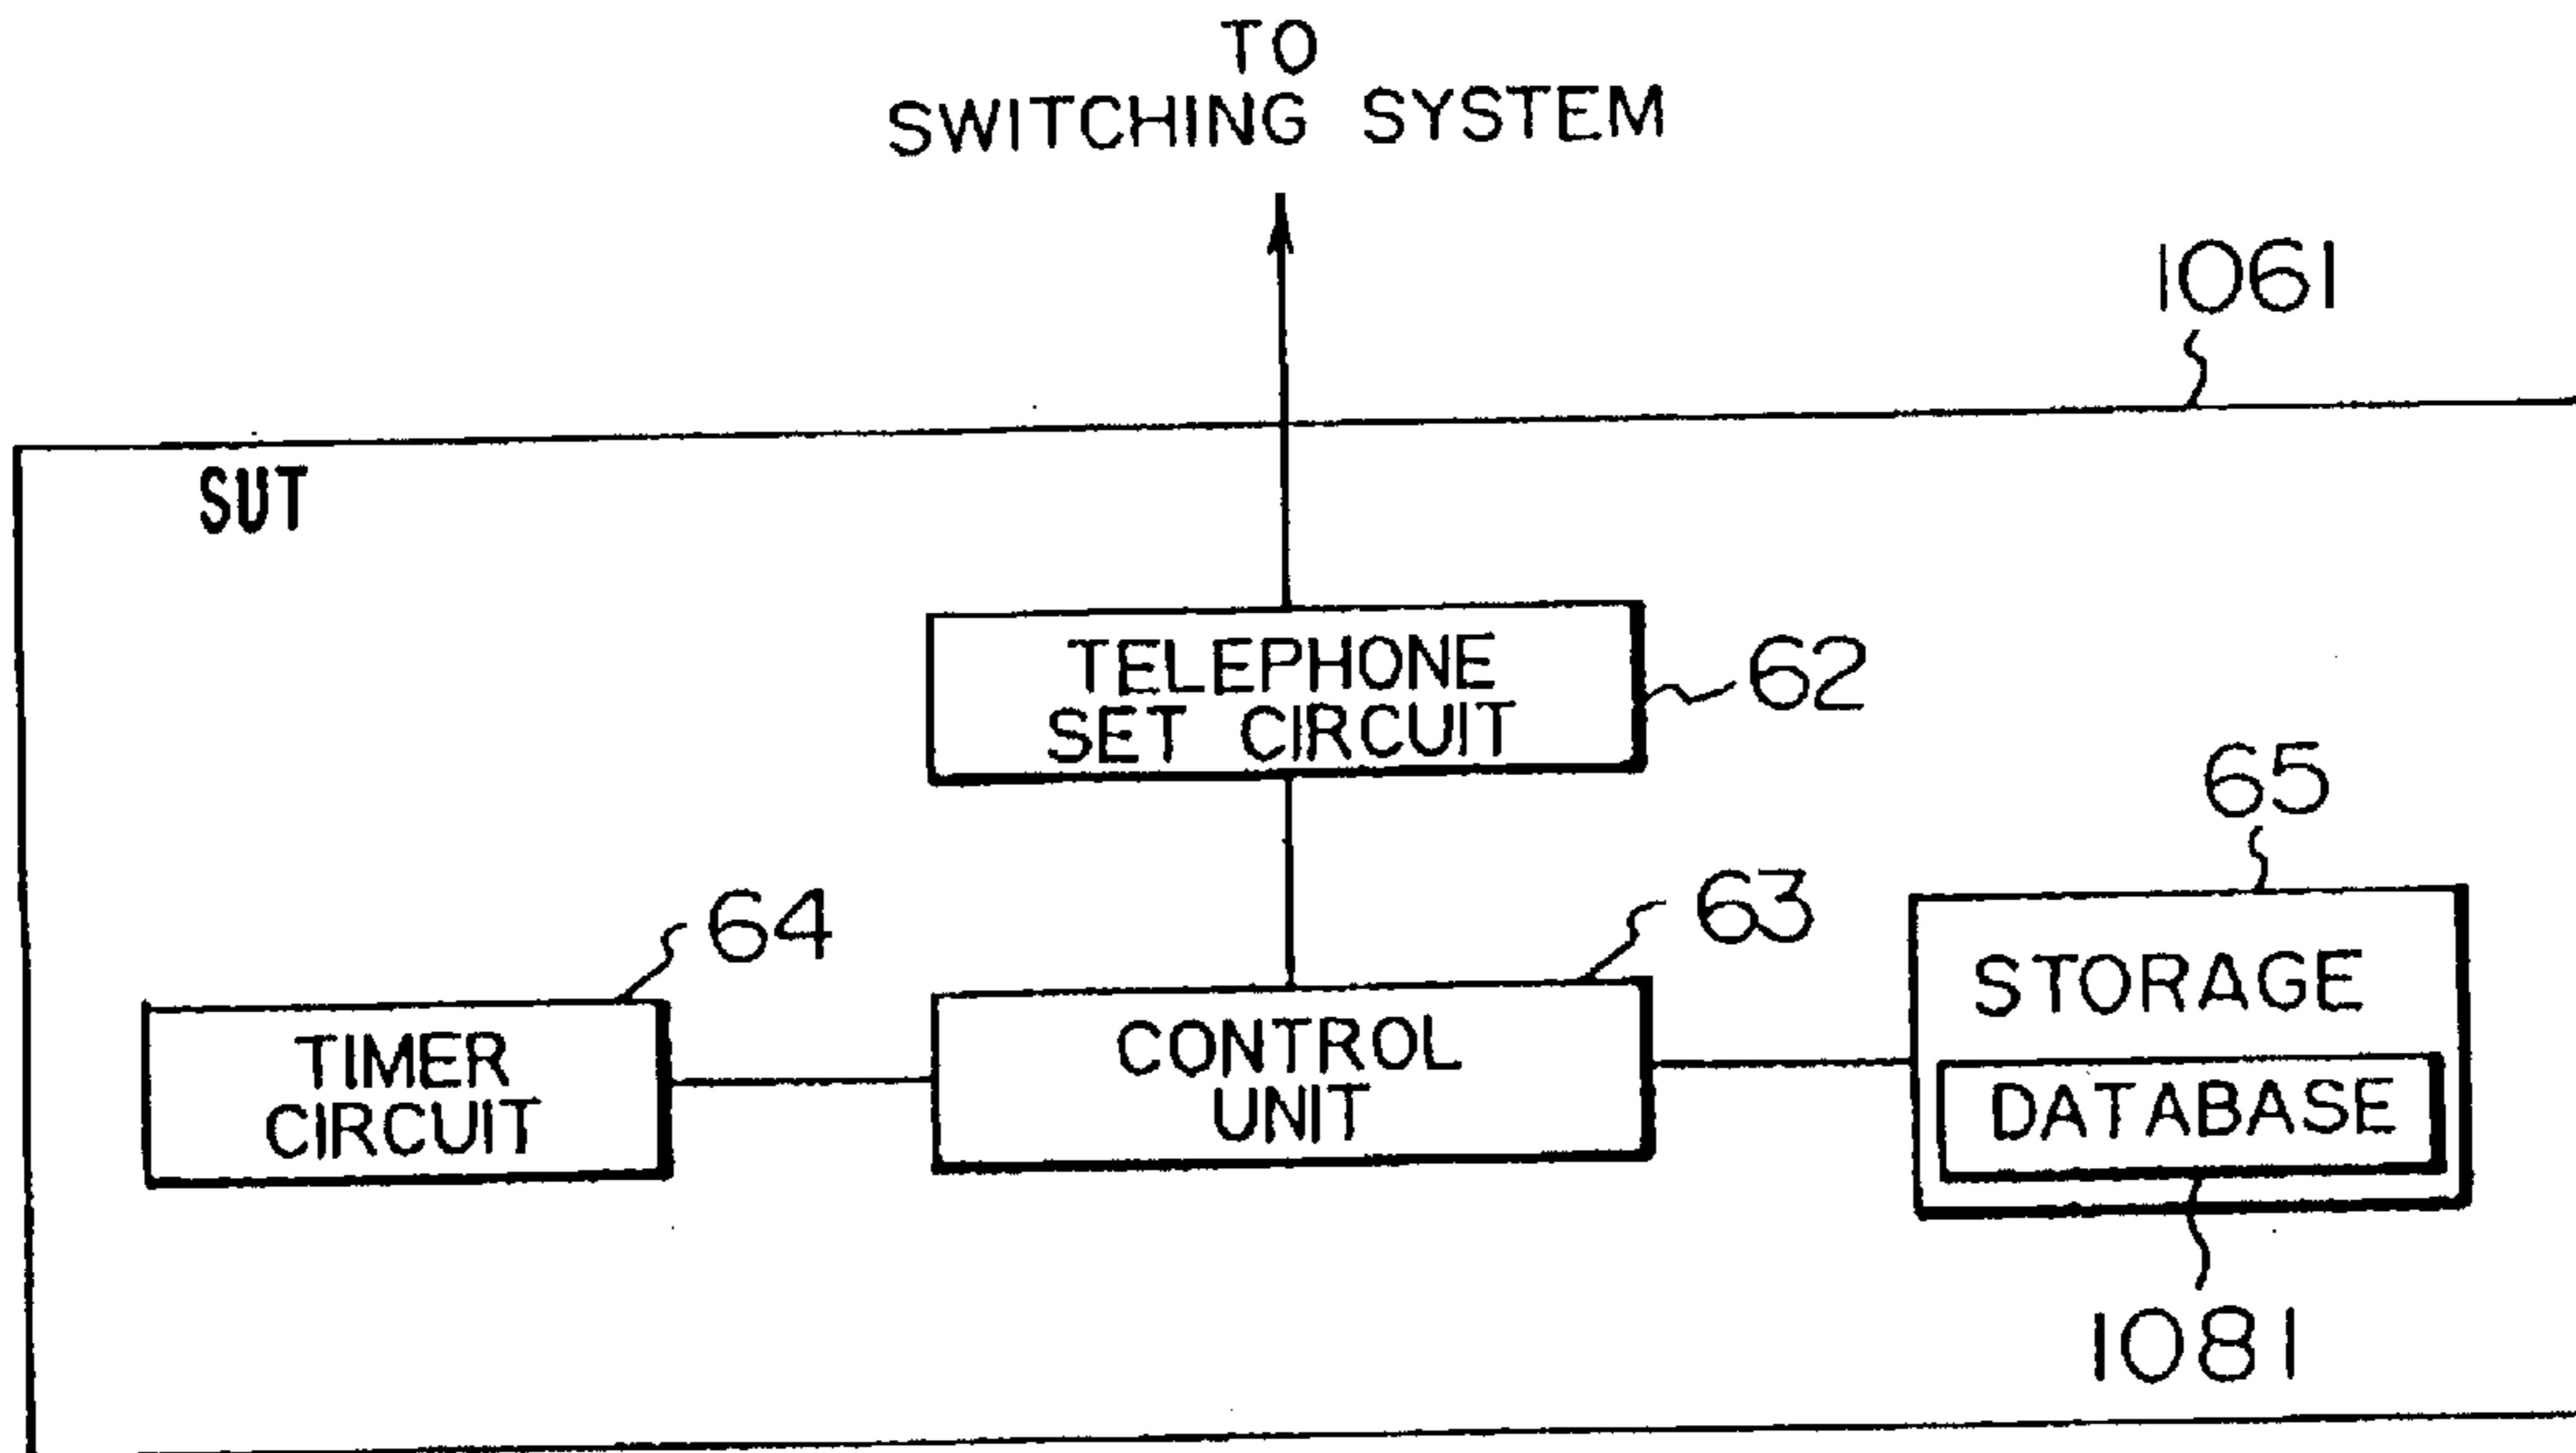 TO
SWITCHING SYSTEM
1061
SUT
TELEPHONE
SET CIRCUIT
62
65
64
63
STORAGE
TIMER
CIRCUIT
CONTROL
UNIT
DATABASE
1081